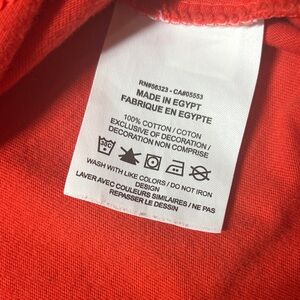 RN#56323 - CA#05553
MADE IN EGYPT
FABRIQUE EN EGYPTE
100% COTTON / COTON
EXCLUSIVE OF DECORATION /
DECORATION NON COMPRISE
WASH WITH LIKE COLORS / DO NOT IRON
DESIGN
LAVER AVEC COULEURS SIMILAIRES / NE PAS
REPASSER LE DESSIN